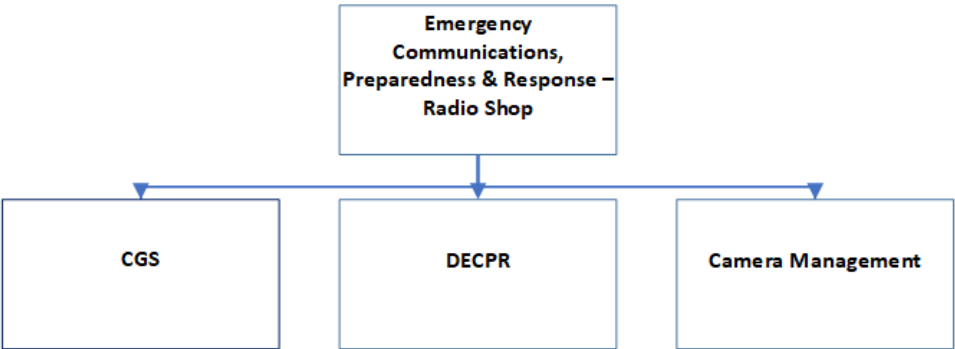 Emergency
Communications,
Preparedness & Response –
Radio Shop
CGS
DECPR
Camera Management